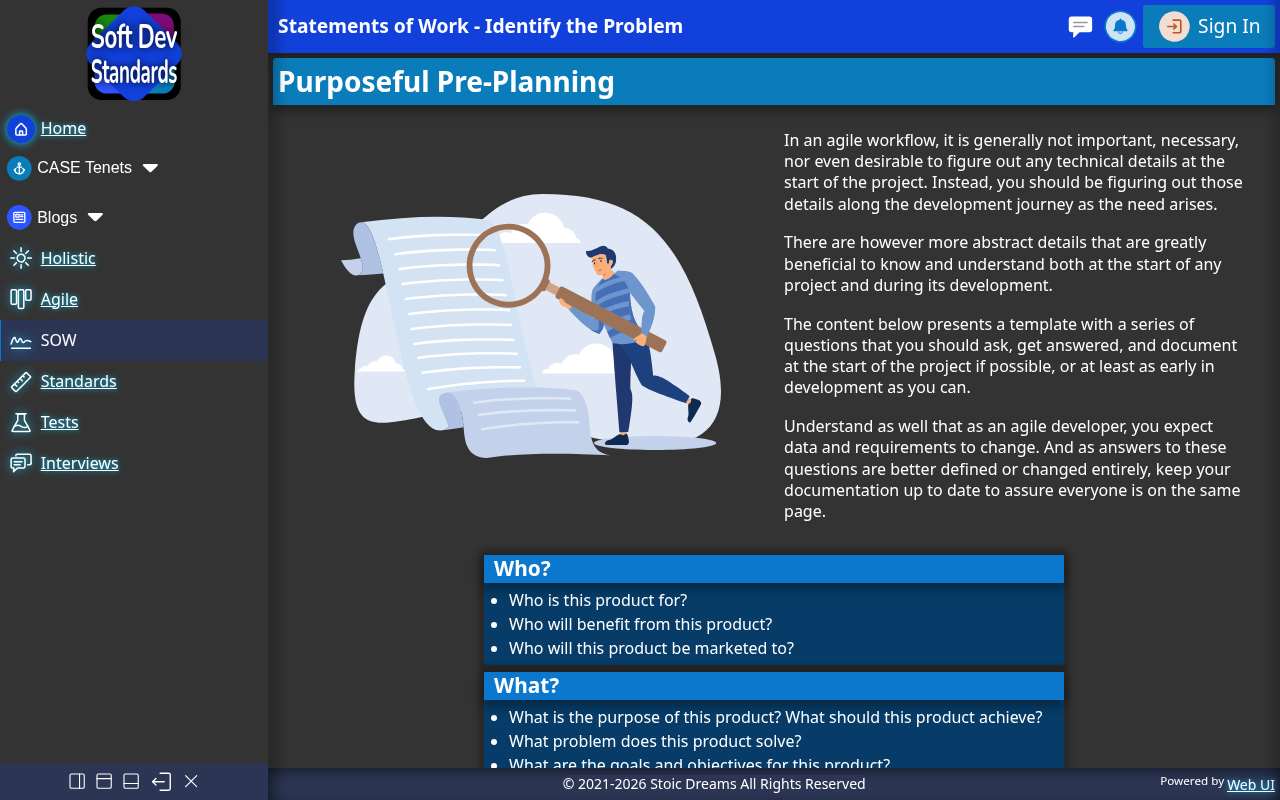 Soft Dev
Standards
Home
CASE Tenets
Blogs
Holistic
Agile
SOW
Standards
Tests
Interviews
Statements of Work - Identify the Problem
Sign In
Purposeful Pre-Planning
In an agile workflow, it is generally not important, necessary,
nor even desirable to figure out any technical details at the
start of the project. Instead, you should be figuring out those
details along the development journey as the need arises.
There are however more abstract details that are greatly
beneficial to know and understand both at the start of any
project and during its development.
The content below presents a template with a series of
questions that you should ask, get answered, and document
at the start of the project if possible, or at least as early in
development as you can.
Understand as well that as an agile developer, you expect
data and requirements to change. And as answers to these
questions are better defined or changed entirely, keep your
documentation up to date to assure everyone is on the same
page.
Who?
Who is this product for?
Who will benefit from this product?
Who will this product be marketed to?
What?
What is the purpose of this product? What should this product achieve?
What problem does this product solve?
What are the goals and objectives for this product?
© 2021-2026 Stoic Dreams All Rights Reserved
Powered by Web UI